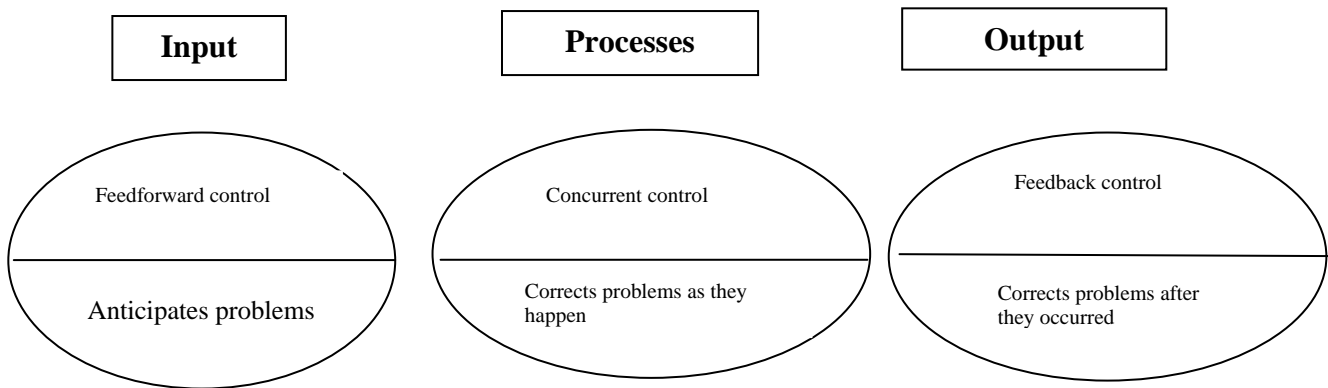 Input
Processes
Output
Feedforward control
Concurrent control
Feedback control
Anticipates problems
Corrects problems as they
happen
Corrects problems after
they occurred